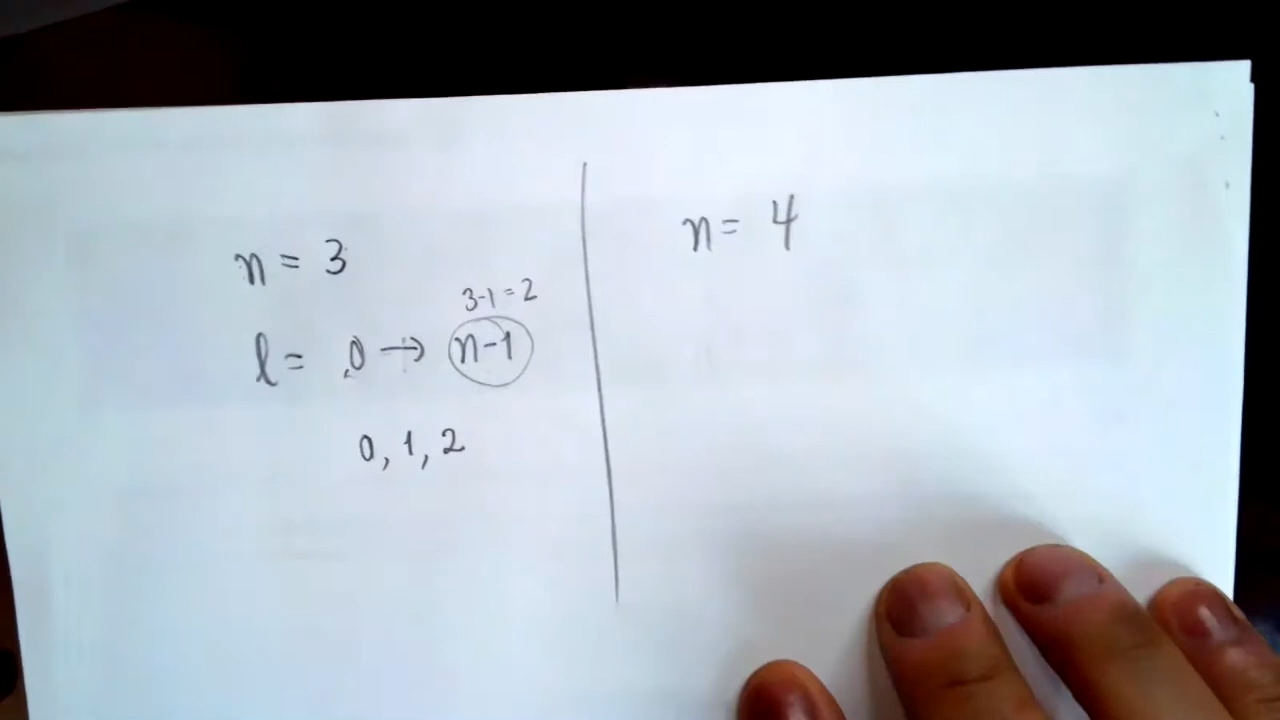 n = 3
3-1=2
l = 0 → n-1
0, 1, 2
n = 4